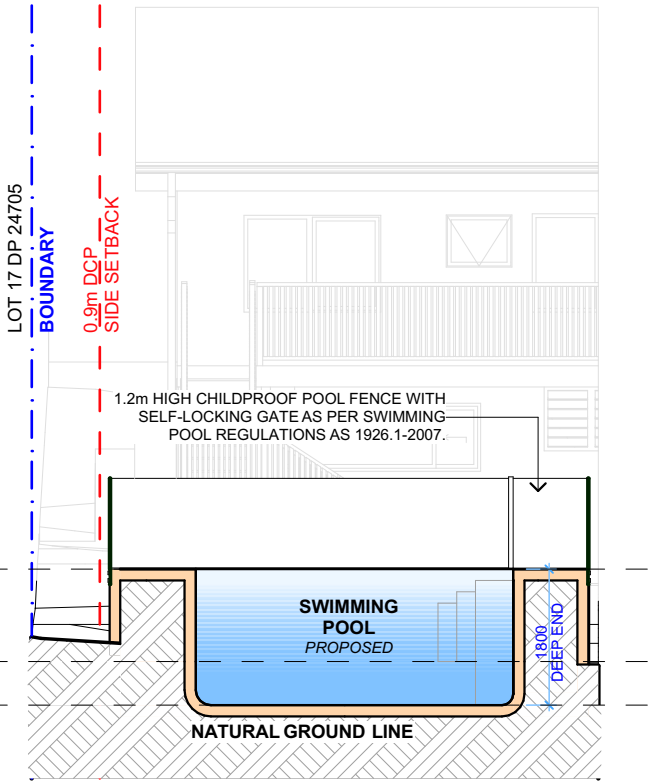 LOT 17 DP 24705
BOUNDARY
0.9m DCP
SIDE SETBACK
1.2m HIGH CHILDPROOF POOL FENCE WITH
SELF-LOCKING GATE AS PER SWIMMING
POOL REGULATIONS AS 1926.1-2007.
SWIMMING
POOL
PROPOSED
1800
DEEP END
NATURAL GROUND LINE